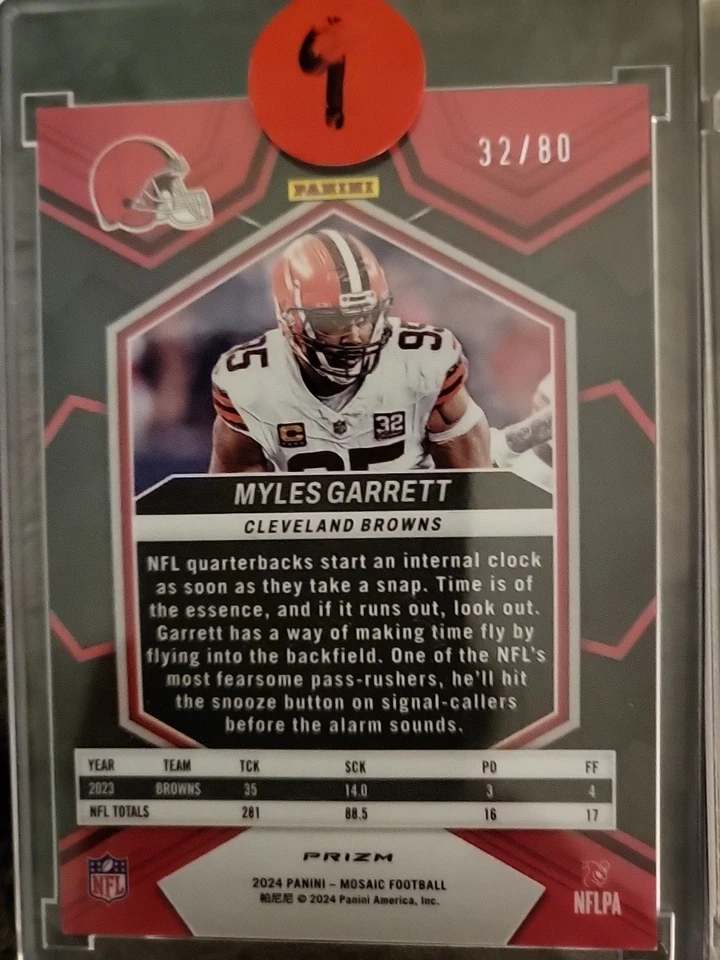 9
32/80
PANINI
95
95
C
32
95
MYLES GARRETT
CLEVELAND BROWNS
NFL quarterbacks start an internal clock
as soon as they take a snap. Time is of
the essence, and if it runs out, look out.
Garrett has a way of making time fly by
flying into the backfield. One of the NFL's
most fearsome pass-rushers, he'll hit
the snooze button on signal-callers
before the alarm sounds.
YEAR TEAM TCK SCK PD FF
2023 BROWNS 35 14.0 3 4
NFL TOTALS 281 88.5 16 17
PRIZM
NFL
2024 PANINI – MOSAIC FOOTBALL
帕尼尼 © 2024 Panini America, Inc.
NFLPA